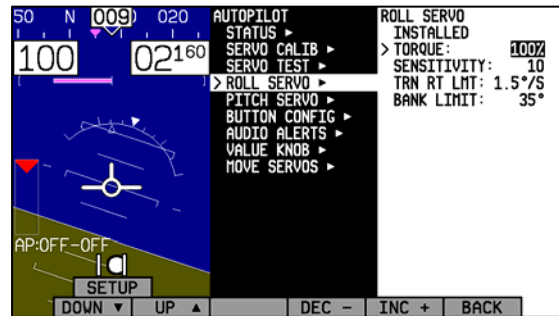 50 N 009 020
100
02160
AP:OFF-OFF
SETUP
AUTOPILOT
STATUS ►
SERVO CALIB ►
SERVO TEST ►
> ROLL SERVO ►
PITCH SERVO ►
BUTTON CONFIG ►
AUDIO ALERTS ►
VALUE KNOB ►
MOVE SERVOS ►
ROLL SERVO
INSTALLED
> TORQUE: 100%
SENSITIVITY: 10
TRN RT LMT: 1.5°/S
BANK LIMIT: 35°
DOWN ▼ UP ▲ DEC - INC + BACK